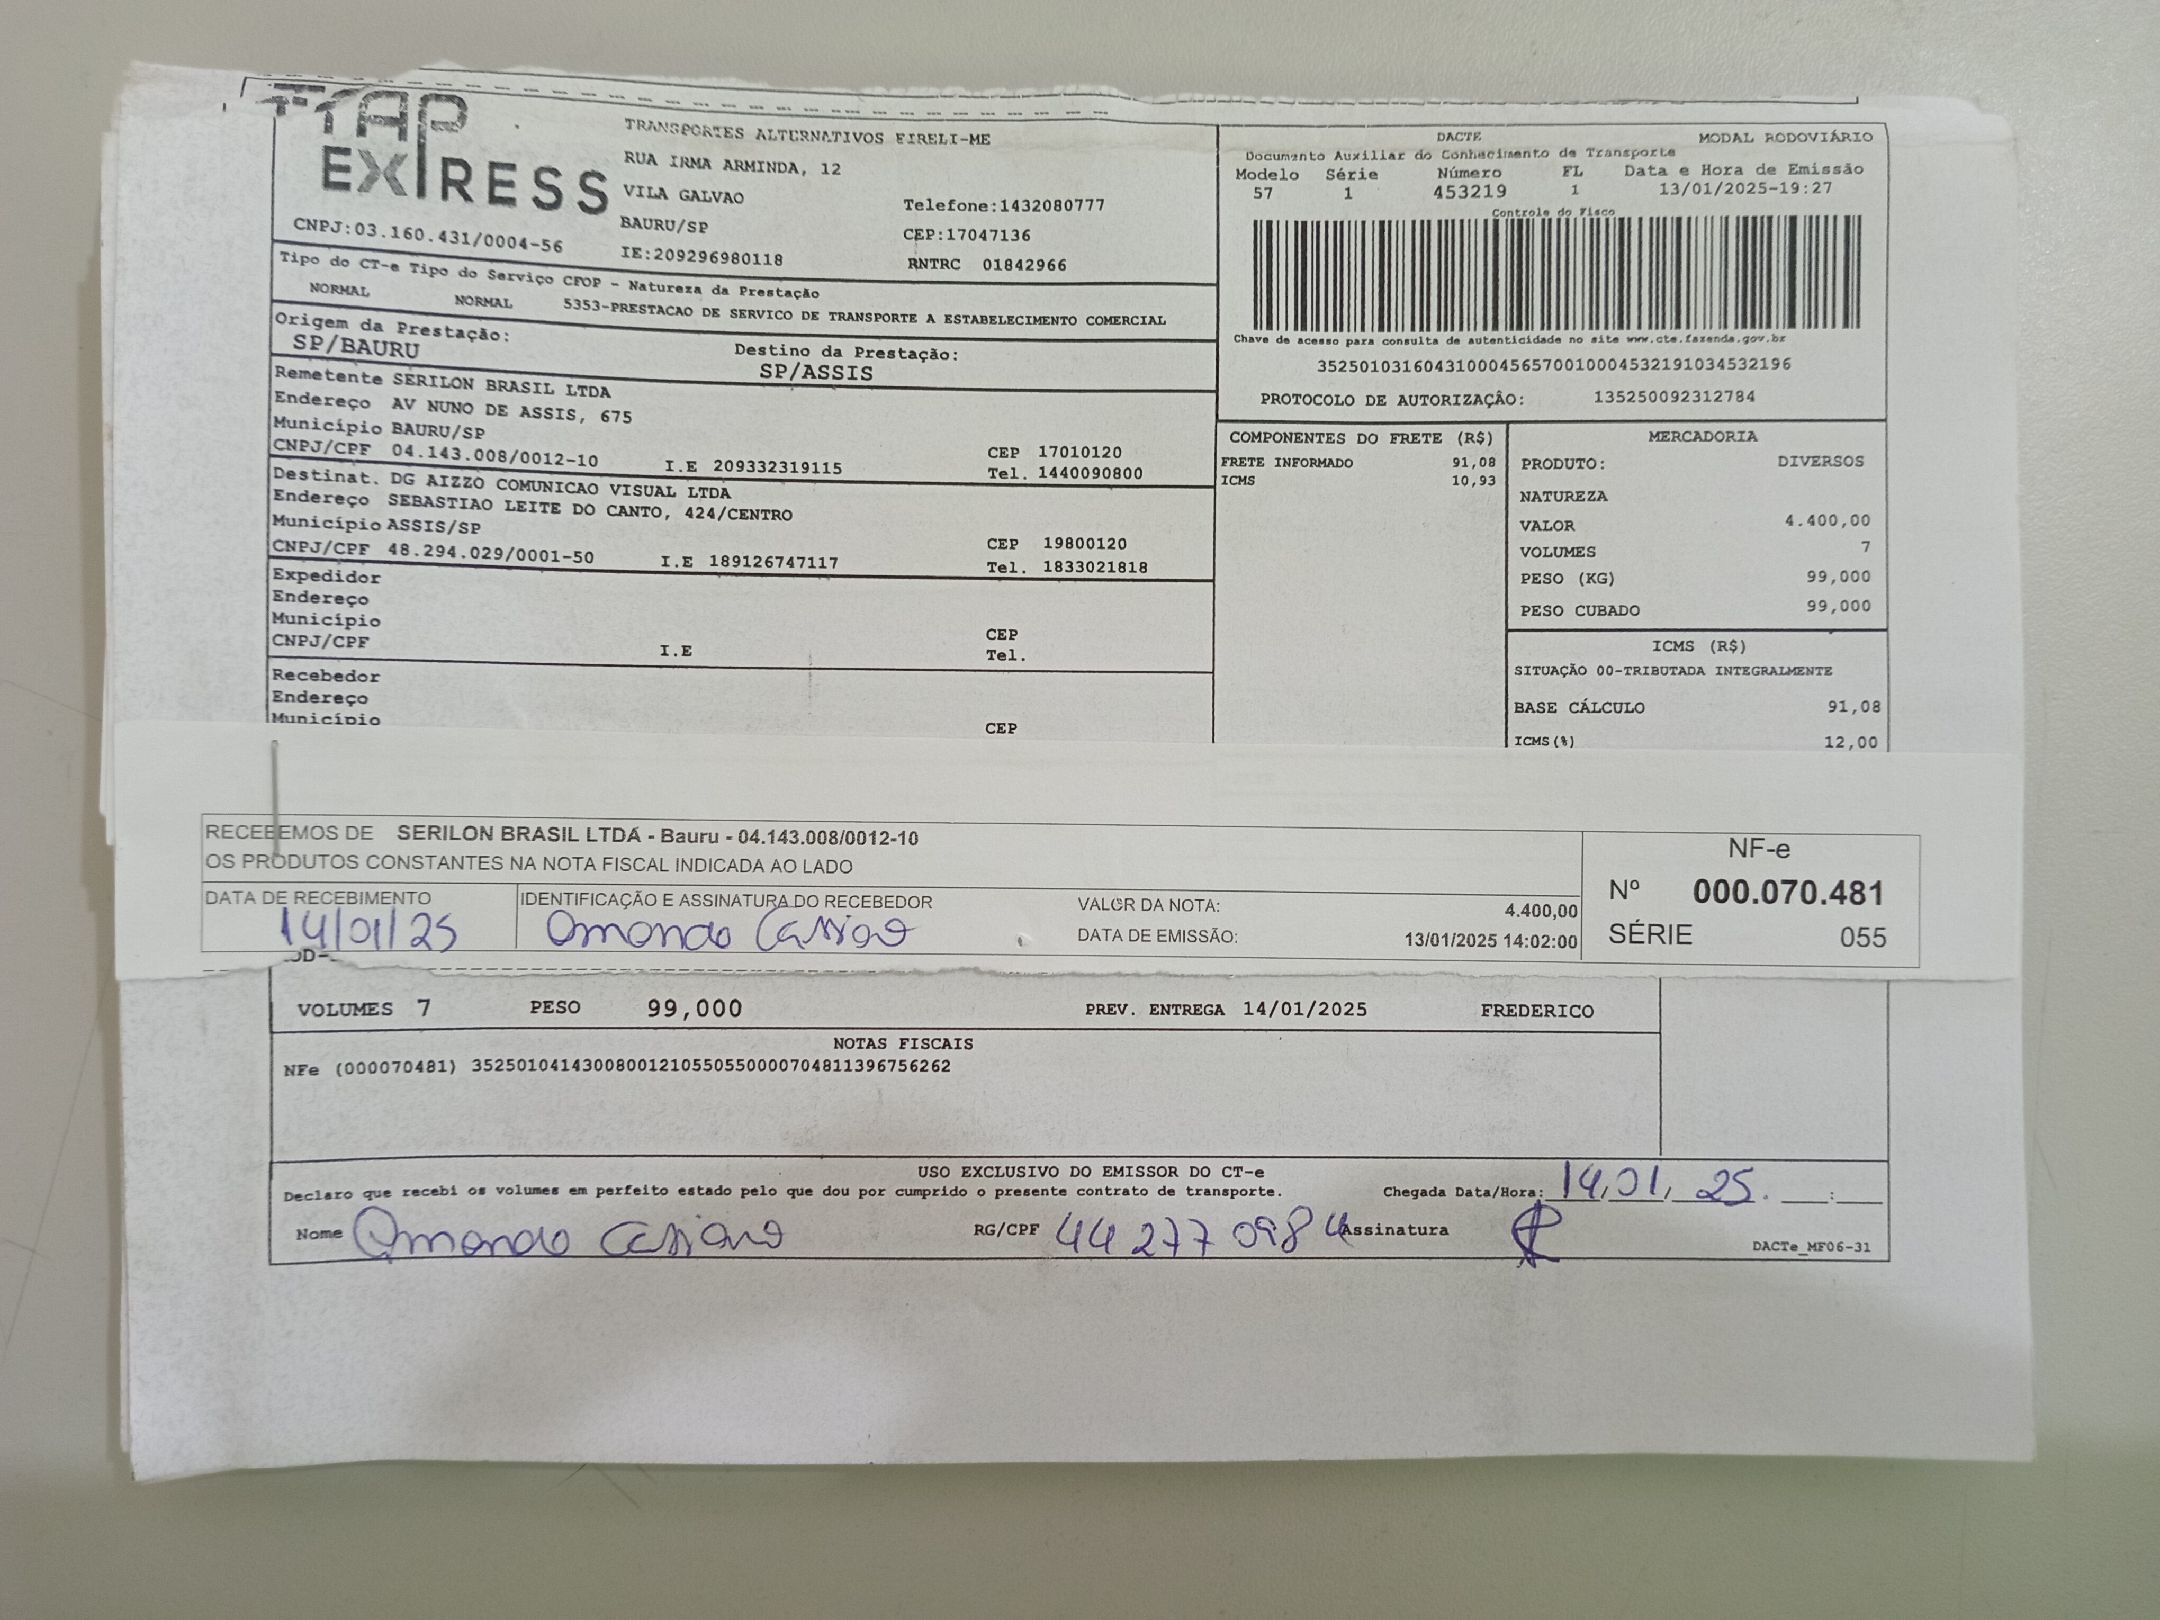 TRAP
EXPRESS
CNPJ:03.160.431/0004-56
TRANSPORTES ALTERNATIVOS EIRELI-ME
RUA IRMA ARMINDA, 12
VILA GALVAO
BAURU/SP
IE:209296980118
Telefone:1432080777
CEP:17047136
RNTRC 01842966
DACTE MODAL RODOVIÁRIO
Documento Auxiliar do Conhecimento de Transporte
Modelo Série Número FL Data e Hora de Emissão
57 1 453219 1 13/01/2025-19:27
Controle do Fisco
Chave de acesso para consulta de autenticidade no site www.cte.fazenda.gov.br
35250103160431000456570010004532191034532196
PROTOCOLO DE AUTORIZAÇÃO: 135250092312784
Tipo do CT-e Tipo do Serviço CFOP - Natureza da Prestação
NORMAL NORMAL 5353-PRESTACAO DE SERVICO DE TRANSPORTE A ESTABELECIMENTO COMERCIAL
Origem da Prestação: Destino da Prestação:
SP/BAURU SP/ASSIS
Remetente SERILON BRASIL LTDA
Endereço AV NUNO DE ASSIS, 675
Município BAURU/SP CEP 17010120
CNPJ/CPF 04.143.008/0012-10 I.E 209332319115 Tel. 1440090800
Destinat. DG AIZZO COMUNICAO VISUAL LTDA
Endereço SEBASTIAO LEITE DO CANTO, 424/CENTRO
Município ASSIS/SP CEP 19800120
CNPJ/CPF 48.294.029/0001-50 I.E 189126747117 Tel. 1833021818
Expedidor
Endereço
Município CEP
CNPJ/CPF I.E Tel.
Recebedor
Endereço
Município CEP
COMPONENTES DO FRETE (R$)
FRETE INFORMADO 91,08
ICMS 10,93
MERCADORIA
PRODUTO: DIVERSOS
NATUREZA
VALOR 4.400,00
VOLUMES 7
PESO (KG) 99,000
PESO CUBADO 99,000
ICMS (R$)
SITUAÇÃO 00-TRIBUTADA INTEGRALMENTE
BASE CÁLCULO 91,08
ICMS(%) 12,00
RECEBEMOS DE SERILON BRASIL LTDA - Bauru - 04.143.008/0012-10
OS PRODUTOS CONSTANTES NA NOTA FISCAL INDICADA AO LADO
DATA DE RECEBIMENTO IDENTIFICAÇÃO E ASSINATURA DO RECEBEDOR VALOR DA NOTA: 4.400,00
14/01/25 Amando Cassiano DATA DE EMISSÃO: 13/01/2025 14:02:00
NF-e
Nº 000.070.481
SÉRIE 055
VOLUMES 7 PESO 99,000 PREV. ENTREGA 14/01/2025 FREDERICO
NOTAS FISCAIS
NFe (000070481) 35250104143008001210550550000704811396756262
USO EXCLUSIVO DO EMISSOR DO CT-e
Declaro que recebi os volumes em perfeito estado pelo que dou por cumprido o presente contrato de transporte. Chegada Data/Hora: 14/01/25. __:__
Nome Amando Cassiano RG/CPF 44 277 098 4 Assinatura
DACTe_MF06-31